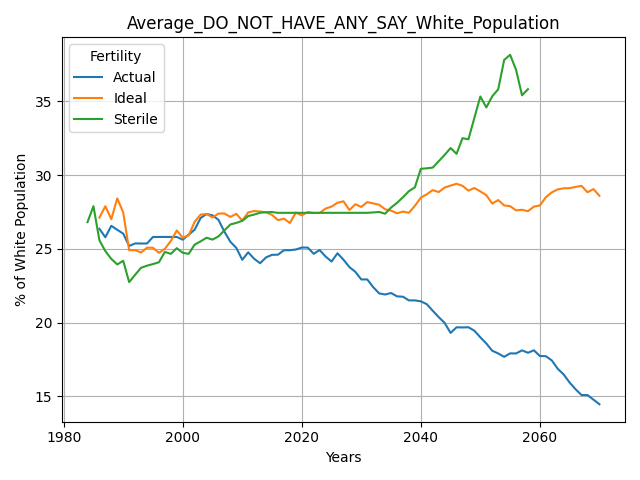 Average_DO_NOT_HAVE_ANY_SAY_White_Population
Fertility
Actual
Ideal
Sterile
% of White Population
35
30
25
20
15
1980
2000
2020
2040
2060
Years